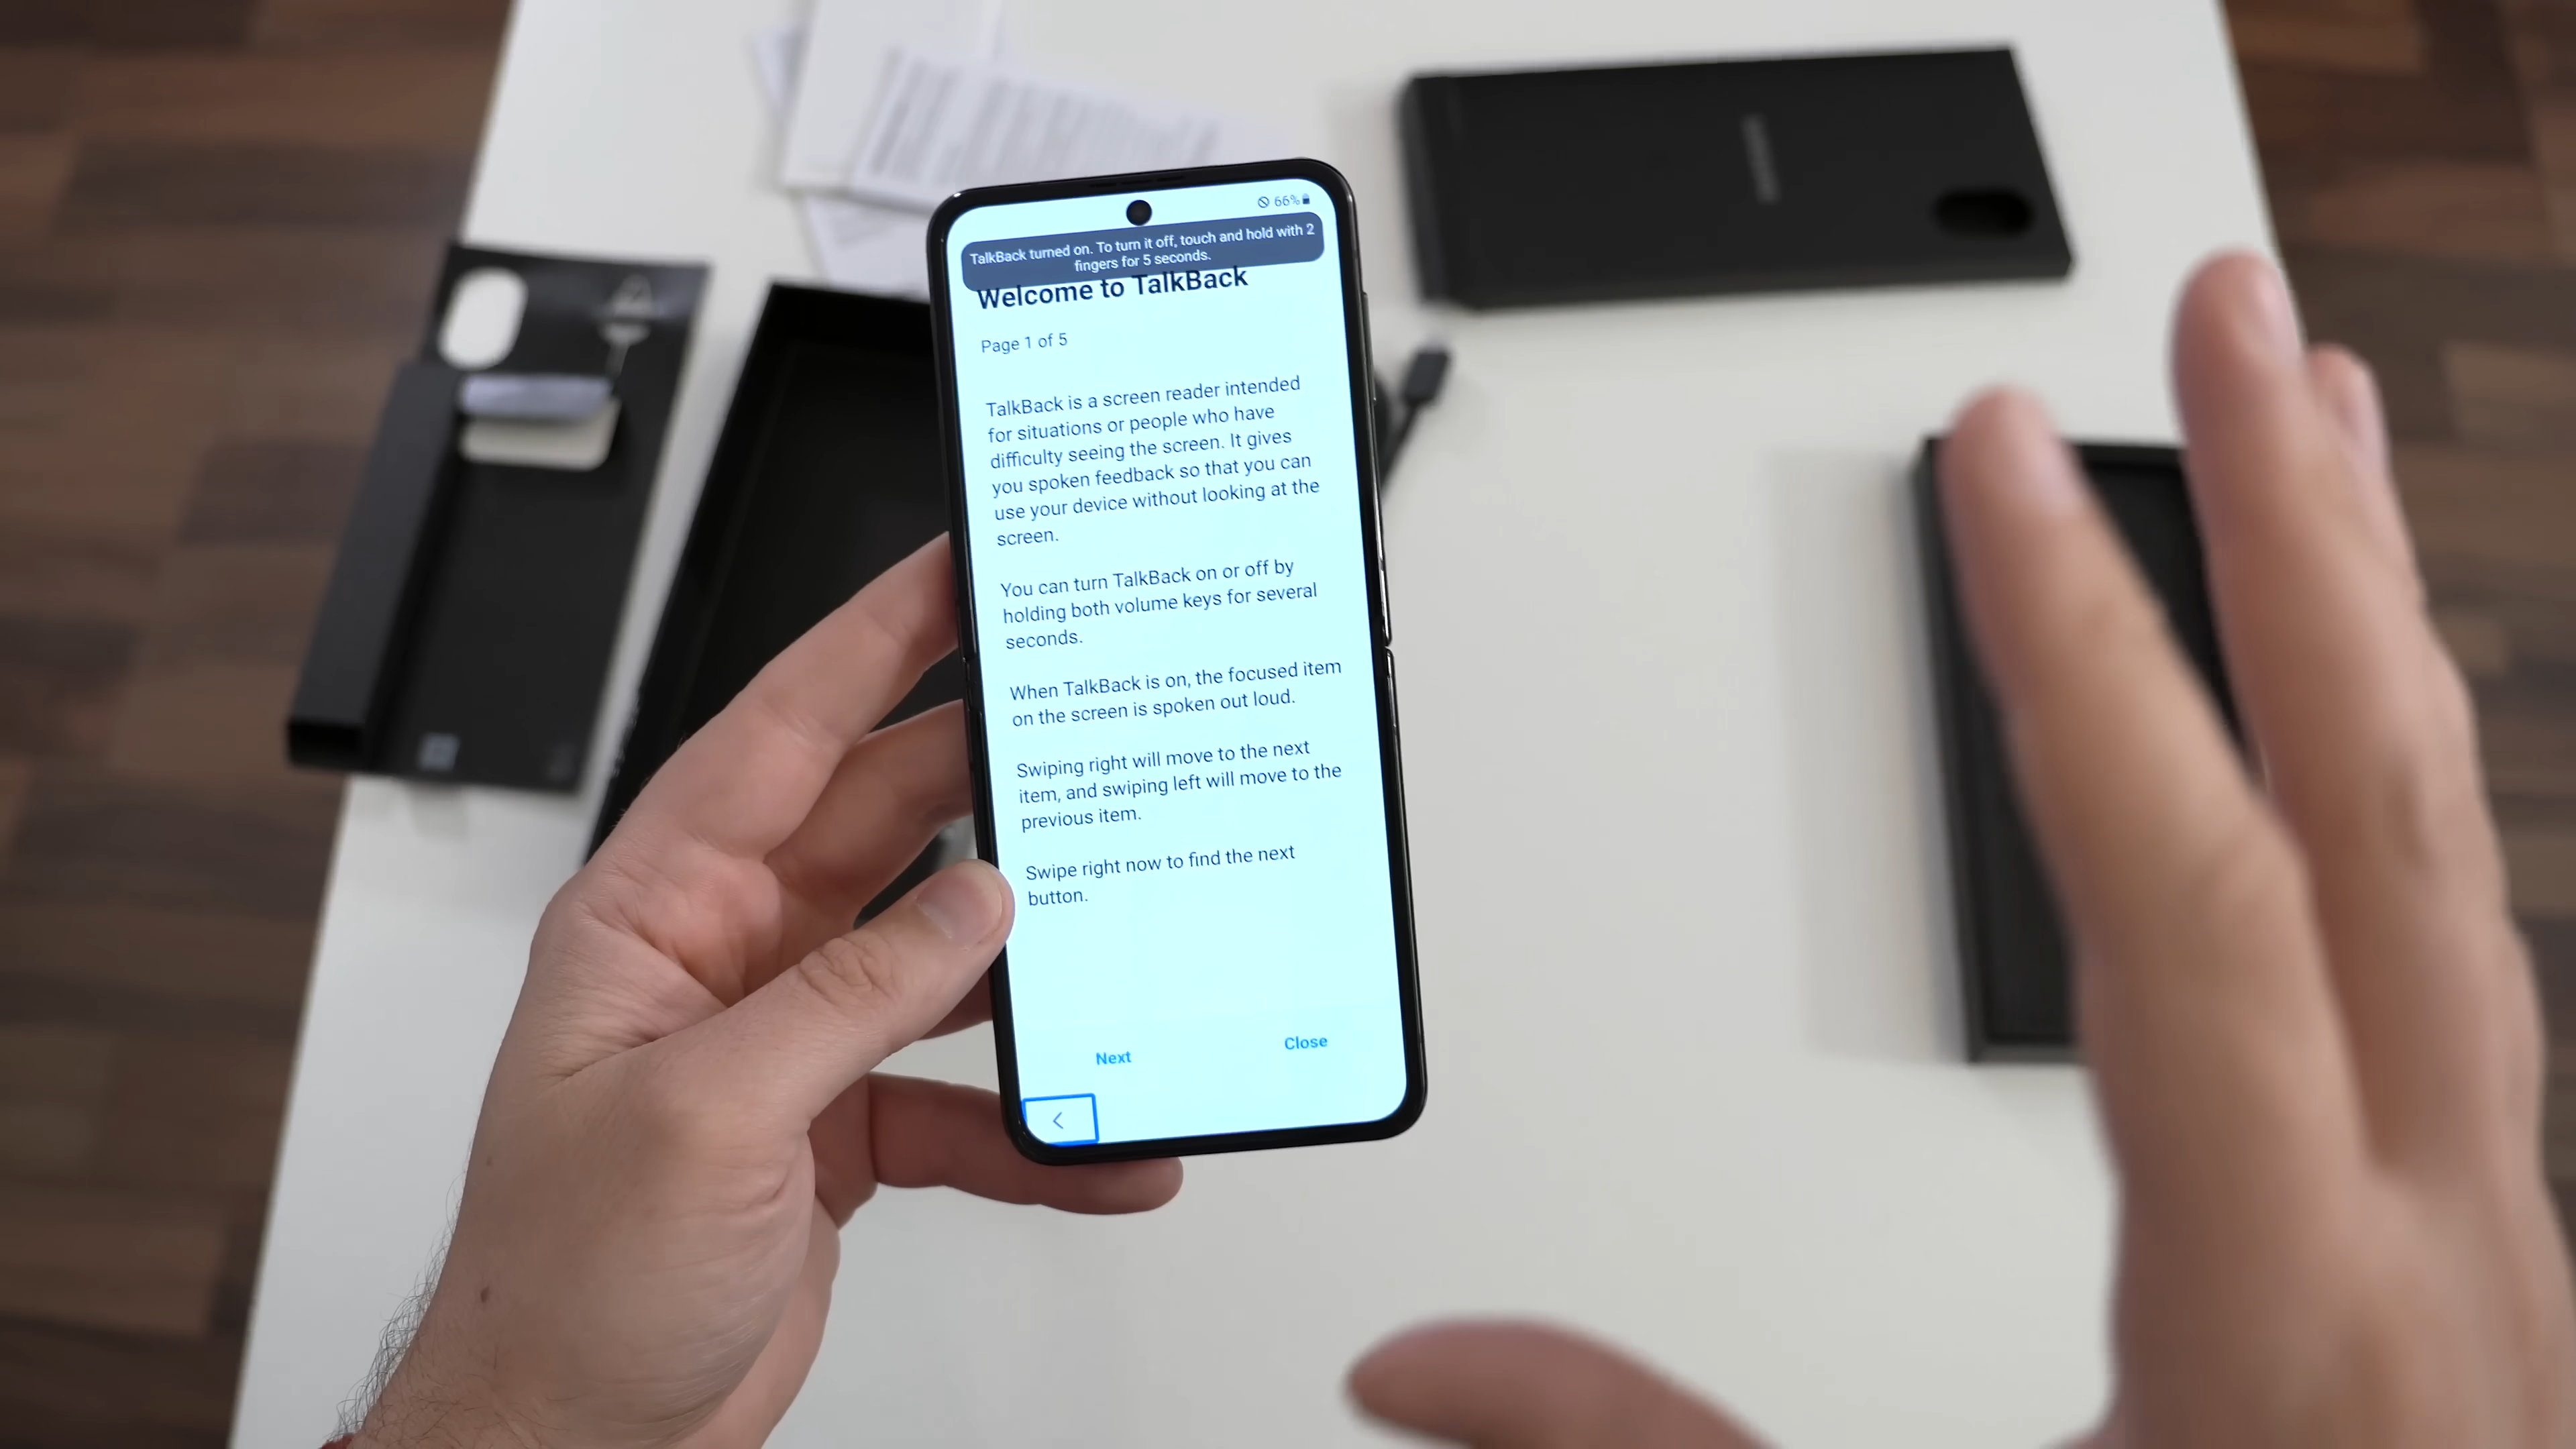 66%
TalkBack turned on. To turn it off, touch and hold with 2
fingers for 5 seconds.
Welcome to TalkBack
Page 1 of 5
TalkBack is a screen reader intended
for situations or people who have
difficulty seeing the screen. It gives
you spoken feedback so that you can
use your device without looking at the
screen.
You can turn TalkBack on or off by
holding both volume keys for several
seconds.
When TalkBack is on, the focused item
on the screen is spoken out loud.
Swiping right will move to the next
item, and swiping left will move to the
previous item.
Swipe right now to find the next
button.
Next
Close